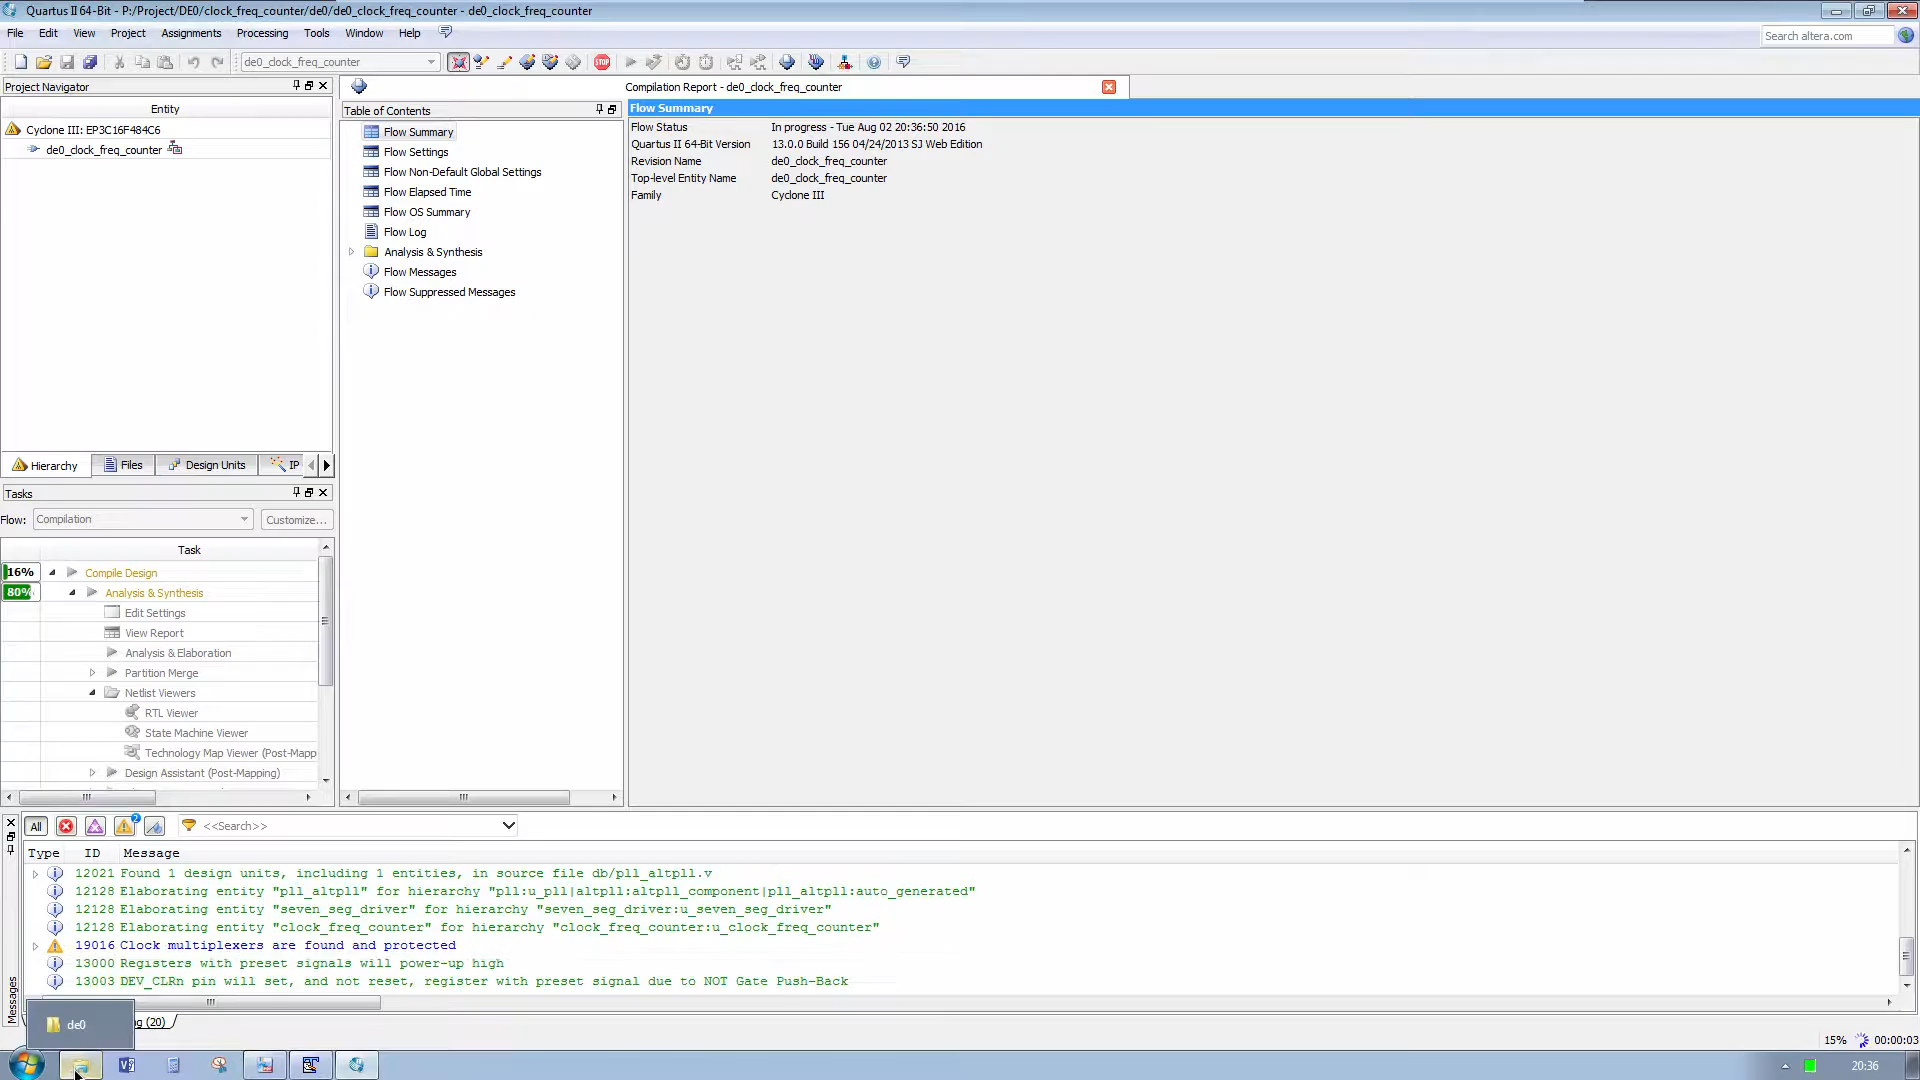 Quartus II 64-Bit - P:/Project/DE0/clock_freq_counter/de0/de0_clock_freq_counter - de0_clock_freq_counter
File Edit View Project Assignments Processing Tools Window Help
Search altera.com
de0_clock_freq_counter
STOP
Project Navigator
Entity
Cyclone III: EP3C16F484C6
de0_clock_freq_counter
Hierarchy Files Design Units IP
Tasks
Flow: Compilation Customize...
Task
16% Compile Design
80% Analysis & Synthesis
Edit Settings
View Report
Analysis & Elaboration
Partition Merge
Netlist Viewers
RTL Viewer
State Machine Viewer
Technology Map Viewer (Post-Mapp
Design Assistant (Post-Mapping)
Compilation Report - de0_clock_freq_counter
Table of Contents
Flow Summary
Flow Settings
Flow Non-Default Global Settings
Flow Elapsed Time
Flow OS Summary
Flow Log
Analysis & Synthesis
Flow Messages
Flow Suppressed Messages
Flow Summary
Flow Status In progress - Tue Aug 02 20:36:50 2016
Quartus II 64-Bit Version 13.0.0 Build 156 04/24/2013 SJ Web Edition
Revision Name de0_clock_freq_counter
Top-level Entity Name de0_clock_freq_counter
Family Cyclone III
All 2 <<Search>>
Type ID Message
12021 Found 1 design units, including 1 entities, in source file db/pll_altpll.v
12128 Elaborating entity "pll_altpll" for hierarchy "pll:u_pll|altpll:altpll_component|pll_altpll:auto_generated"
12128 Elaborating entity "seven_seg_driver" for hierarchy "seven_seg_driver:u_seven_seg_driver"
12128 Elaborating entity "clock_freq_counter" for hierarchy "clock_freq_counter:u_clock_freq_counter"
19016 Clock multiplexers are found and protected
13000 Registers with preset signals will power-up high
13003 DEV_CLRn pin will set, and not reset, register with preset signal due to NOT Gate Push-Back
Messages
de0
g (20)
15% 00:00:03
20:36